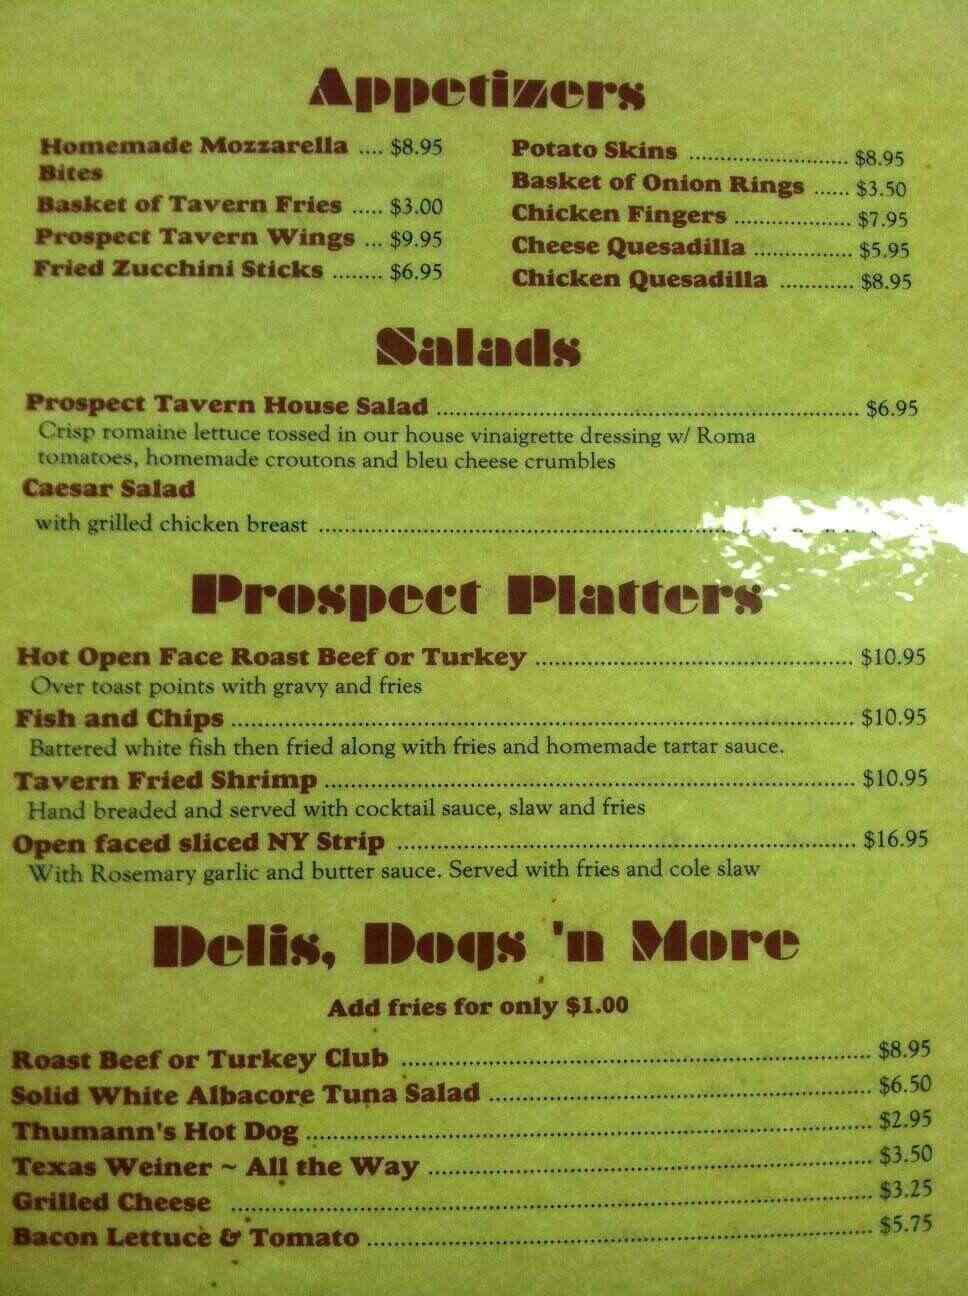 Appetizers
Homemade Mozzarella .... $8.95
Bites
Basket of Tavern Fries ..... $3.00
Prospect Tavern Wings ... $9.95
Fried Zucchini Sticks ........ $6.95
Potato Skins .......................... $8.95
Basket of Onion Rings ...... $3.50
Chicken Fingers ................... $7.95
Cheese Quesadilla ................ $5.95
Chicken Quesadilla ............ $8.95
Salads
Prospect Tavern House Salad .................................................................. $6.95
Crisp romaine lettuce tossed in our house vinaigrette dressing w/ Roma
tomatoes, homemade croutons and bleu cheese crumbles
Caesar Salad
with grilled chicken breast ..................................................................
Prospect Platters
Hot Open Face Roast Beef or Turkey .................................................. $10.95
Over toast points with gravy and fries
Fish and Chips .................................................................................................. $10.95
Battered white fish then fried along with fries and homemade tartar sauce.
Tavern Fried Shrimp ................................................................................... $10.95
Hand breaded and served with cocktail sauce, slaw and fries
Open faced sliced NY Strip ........................................................................ $16.95
With Rosemary garlic and butter sauce. Served with fries and cole slaw
Delis, Dogs 'n More
Add fries for only $1.00
Roast Beef or Turkey Club .......................................................................... $8.95
Solid White Albacore Tuna Salad ............................................................ $6.50
Thumann's Hot Dog ......................................................................................... $2.95
Texas Weiner ~ All the Way ...................................................................... $3.50
Grilled Cheese .................................................................................................... $3.25
Bacon Lettuce & Tomato ................................................................................ $5.75